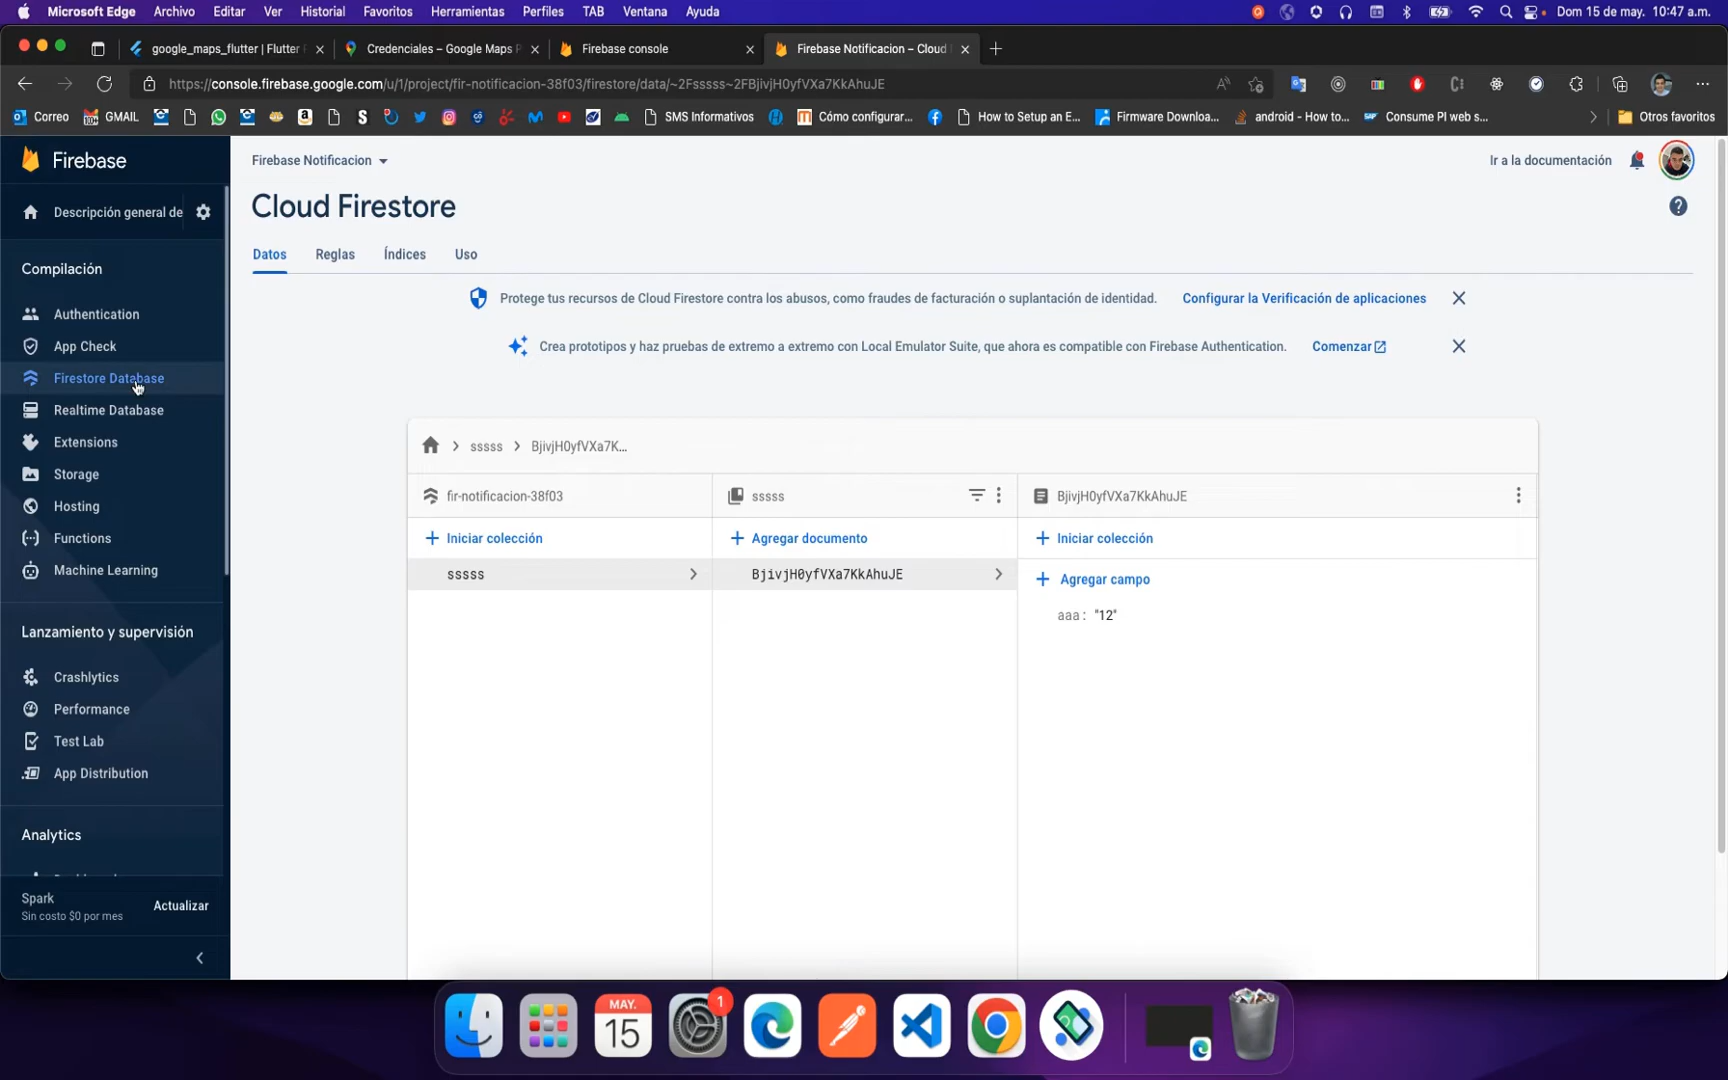 Microsoft Edge Archivo Editar Ver Historial Favoritos Herramientas Perfiles TAB Ventana Ayuda Dom 15 de may. 10:47 a.m.
google_maps_flutter | Flutter Credenciales – Google Maps P Firebase console Firebase Notificacion – Cloud
https://console.firebase.google.com/u/1/project/fir-notificacion-38f03/firestore/data/~2Fsssss~2FBjivjH0yfVXa7KkAhuJE
Correo GMAIL SMS Informativos Cómo configurar... How to Setup an E... Firmware Downloa... android - How to... Consume PI web s... Otros favoritos
Firebase
Firebase Notificacion
Ir a la documentación
Descripción general de
Cloud Firestore
Datos Reglas Índices Uso
Compilación
Authentication
App Check
Firestore Database
Realtime Database
Extensions
Storage
Hosting
Functions
Machine Learning
Lanzamiento y supervisión
Crashlytics
Performance
Test Lab
App Distribution
Analytics
Spark
Sin costo $0 por mes
Actualizar
Protege tus recursos de Cloud Firestore contra los abusos, como fraudes de facturación o suplantación de identidad. Configurar la Verificación de aplicaciones
Crea prototipos y haz pruebas de extremo a extremo con Local Emulator Suite, que ahora es compatible con Firebase Authentication. Comenzar
sssss BjivjH0yfVXa7K...
fir-notificacion-38f03 sssss BjivjH0yfVXa7KkAhuJE
Iniciar colección Agregar documento Iniciar colección
sssss BjivjH0yfVXa7KkAhuJE Agregar campo
aaa: "12"
MAY.
15
1